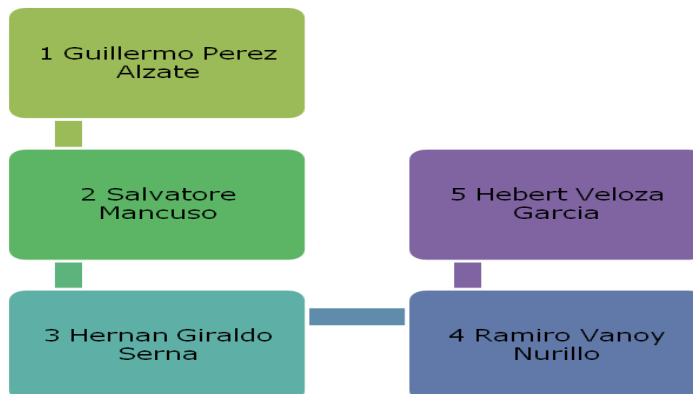 1 Guillermo Perez
Alzate
2 Salvatore
Mancuso
3 Hernan Giraldo
Serna
4 Ramiro Vanoy
Nurillo
5 Hebert Veloza
Garcia